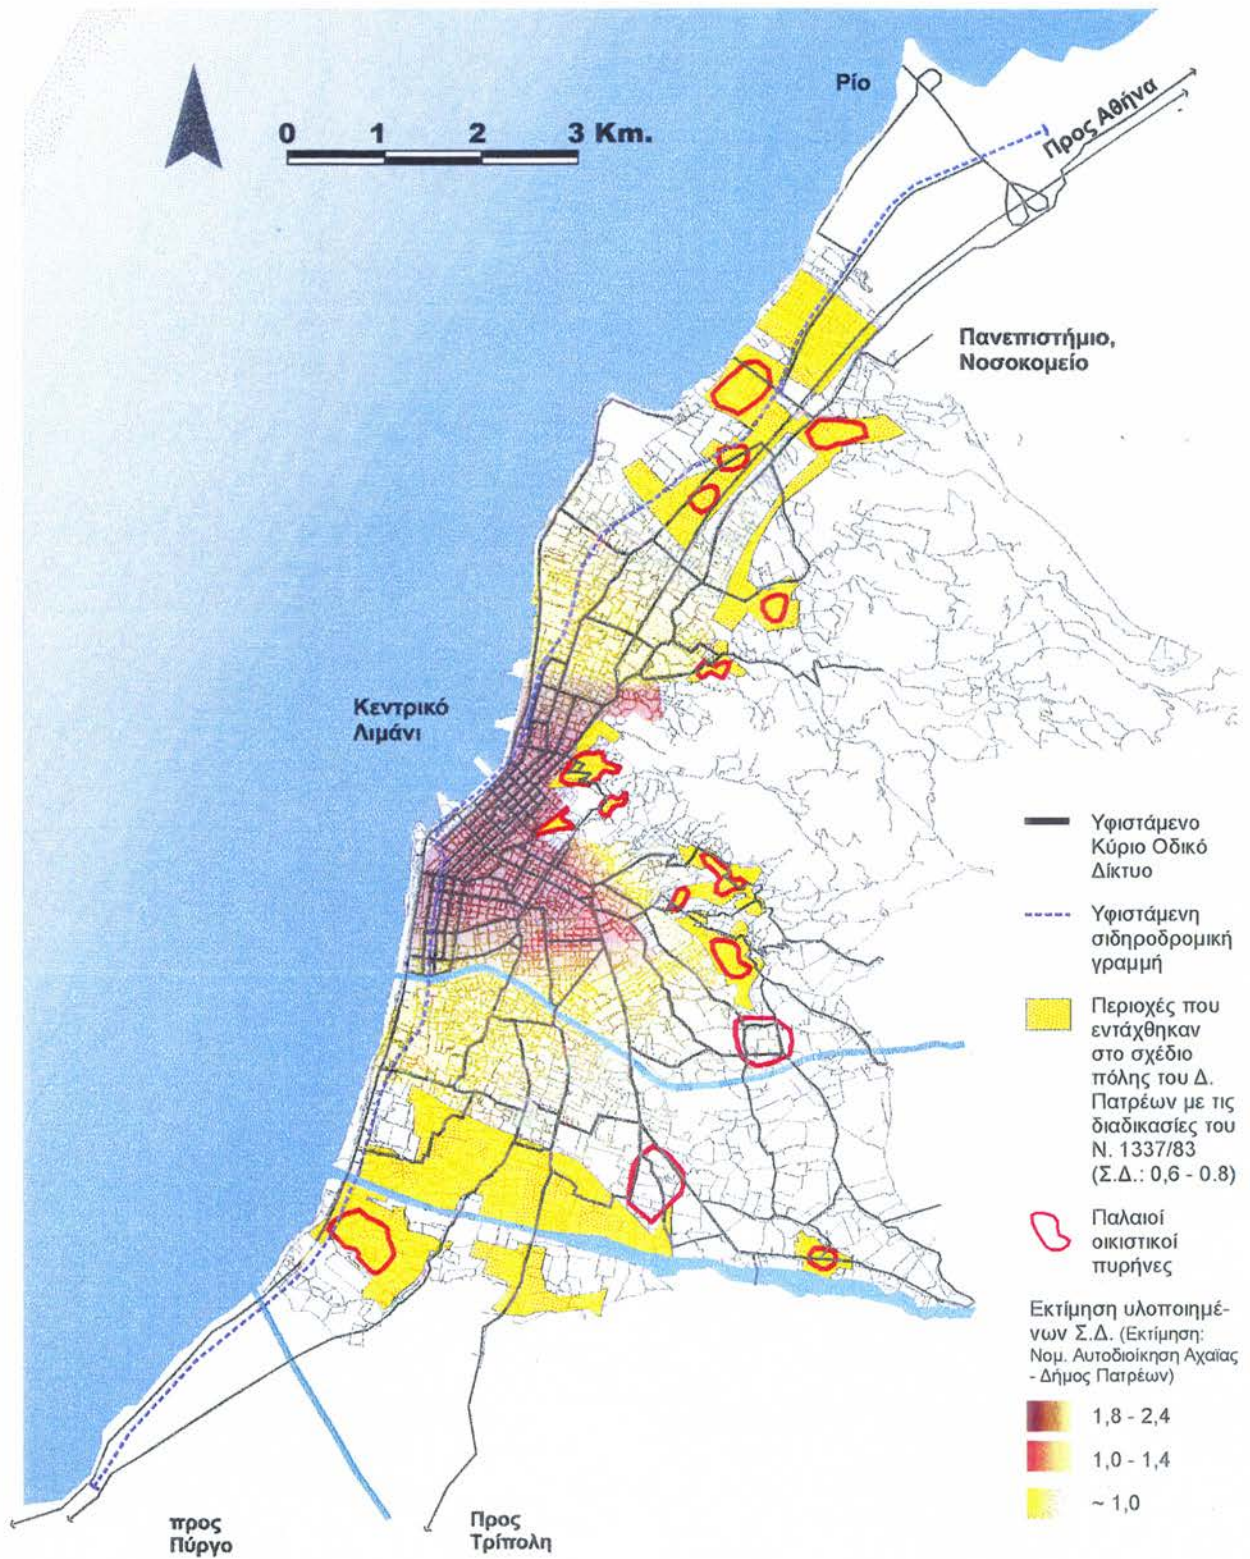 Ρίο
Προς Αθήνα
0 1 2 3 Km.
Πανεπιστήμιο,
Νοσοκομείο
Κεντρικό
Λιμάνι
Υφιστάμενο
Κύριο Οδικό
Δίκτυο
Υφιστάμενη
σιδηροδρομική
γραμμή
Περιοχές που
εντάχθηκαν
στο σχέδιο
πόλης του Δ.
Πατρέων με τις
διαδικασίες του
Ν. 1337/83
(Σ.Δ.: 0,6 - 0.8)
Παλαιοί
οικιστικοί
πυρήνες
Εκτίμηση υλοποιημέ-
νων Σ.Δ. (Εκτίμηση:
Νομ. Αυτοδιοίκηση Αχαΐας
- Δήμος Πατρέων)
1,8 - 2,4
1,0 - 1,4
~ 1,0
προς
Πύργο
Προς
Τρίπολη